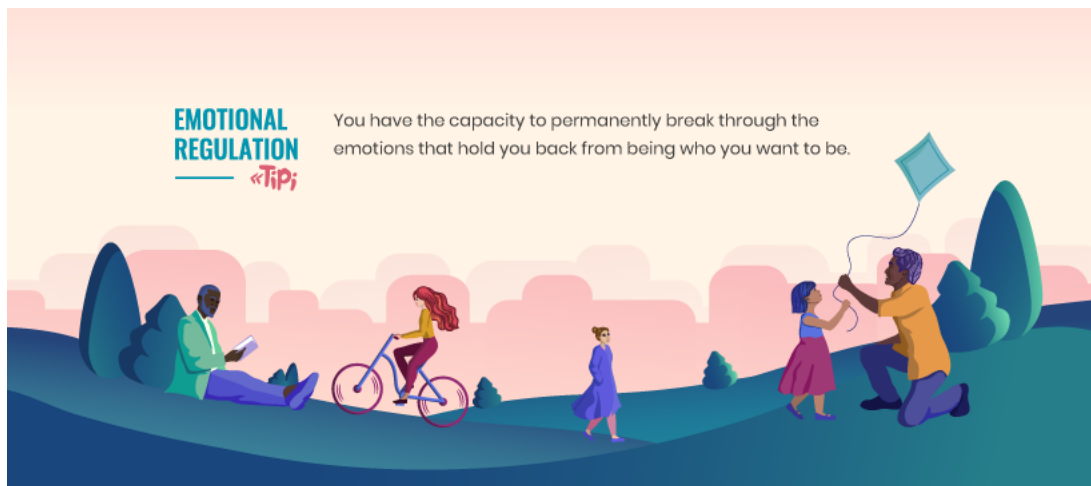 EMOTIONAL
REGULATION
«Tipi
You have the capacity to permanently break through the
emotions that hold you back from being who you want to be.